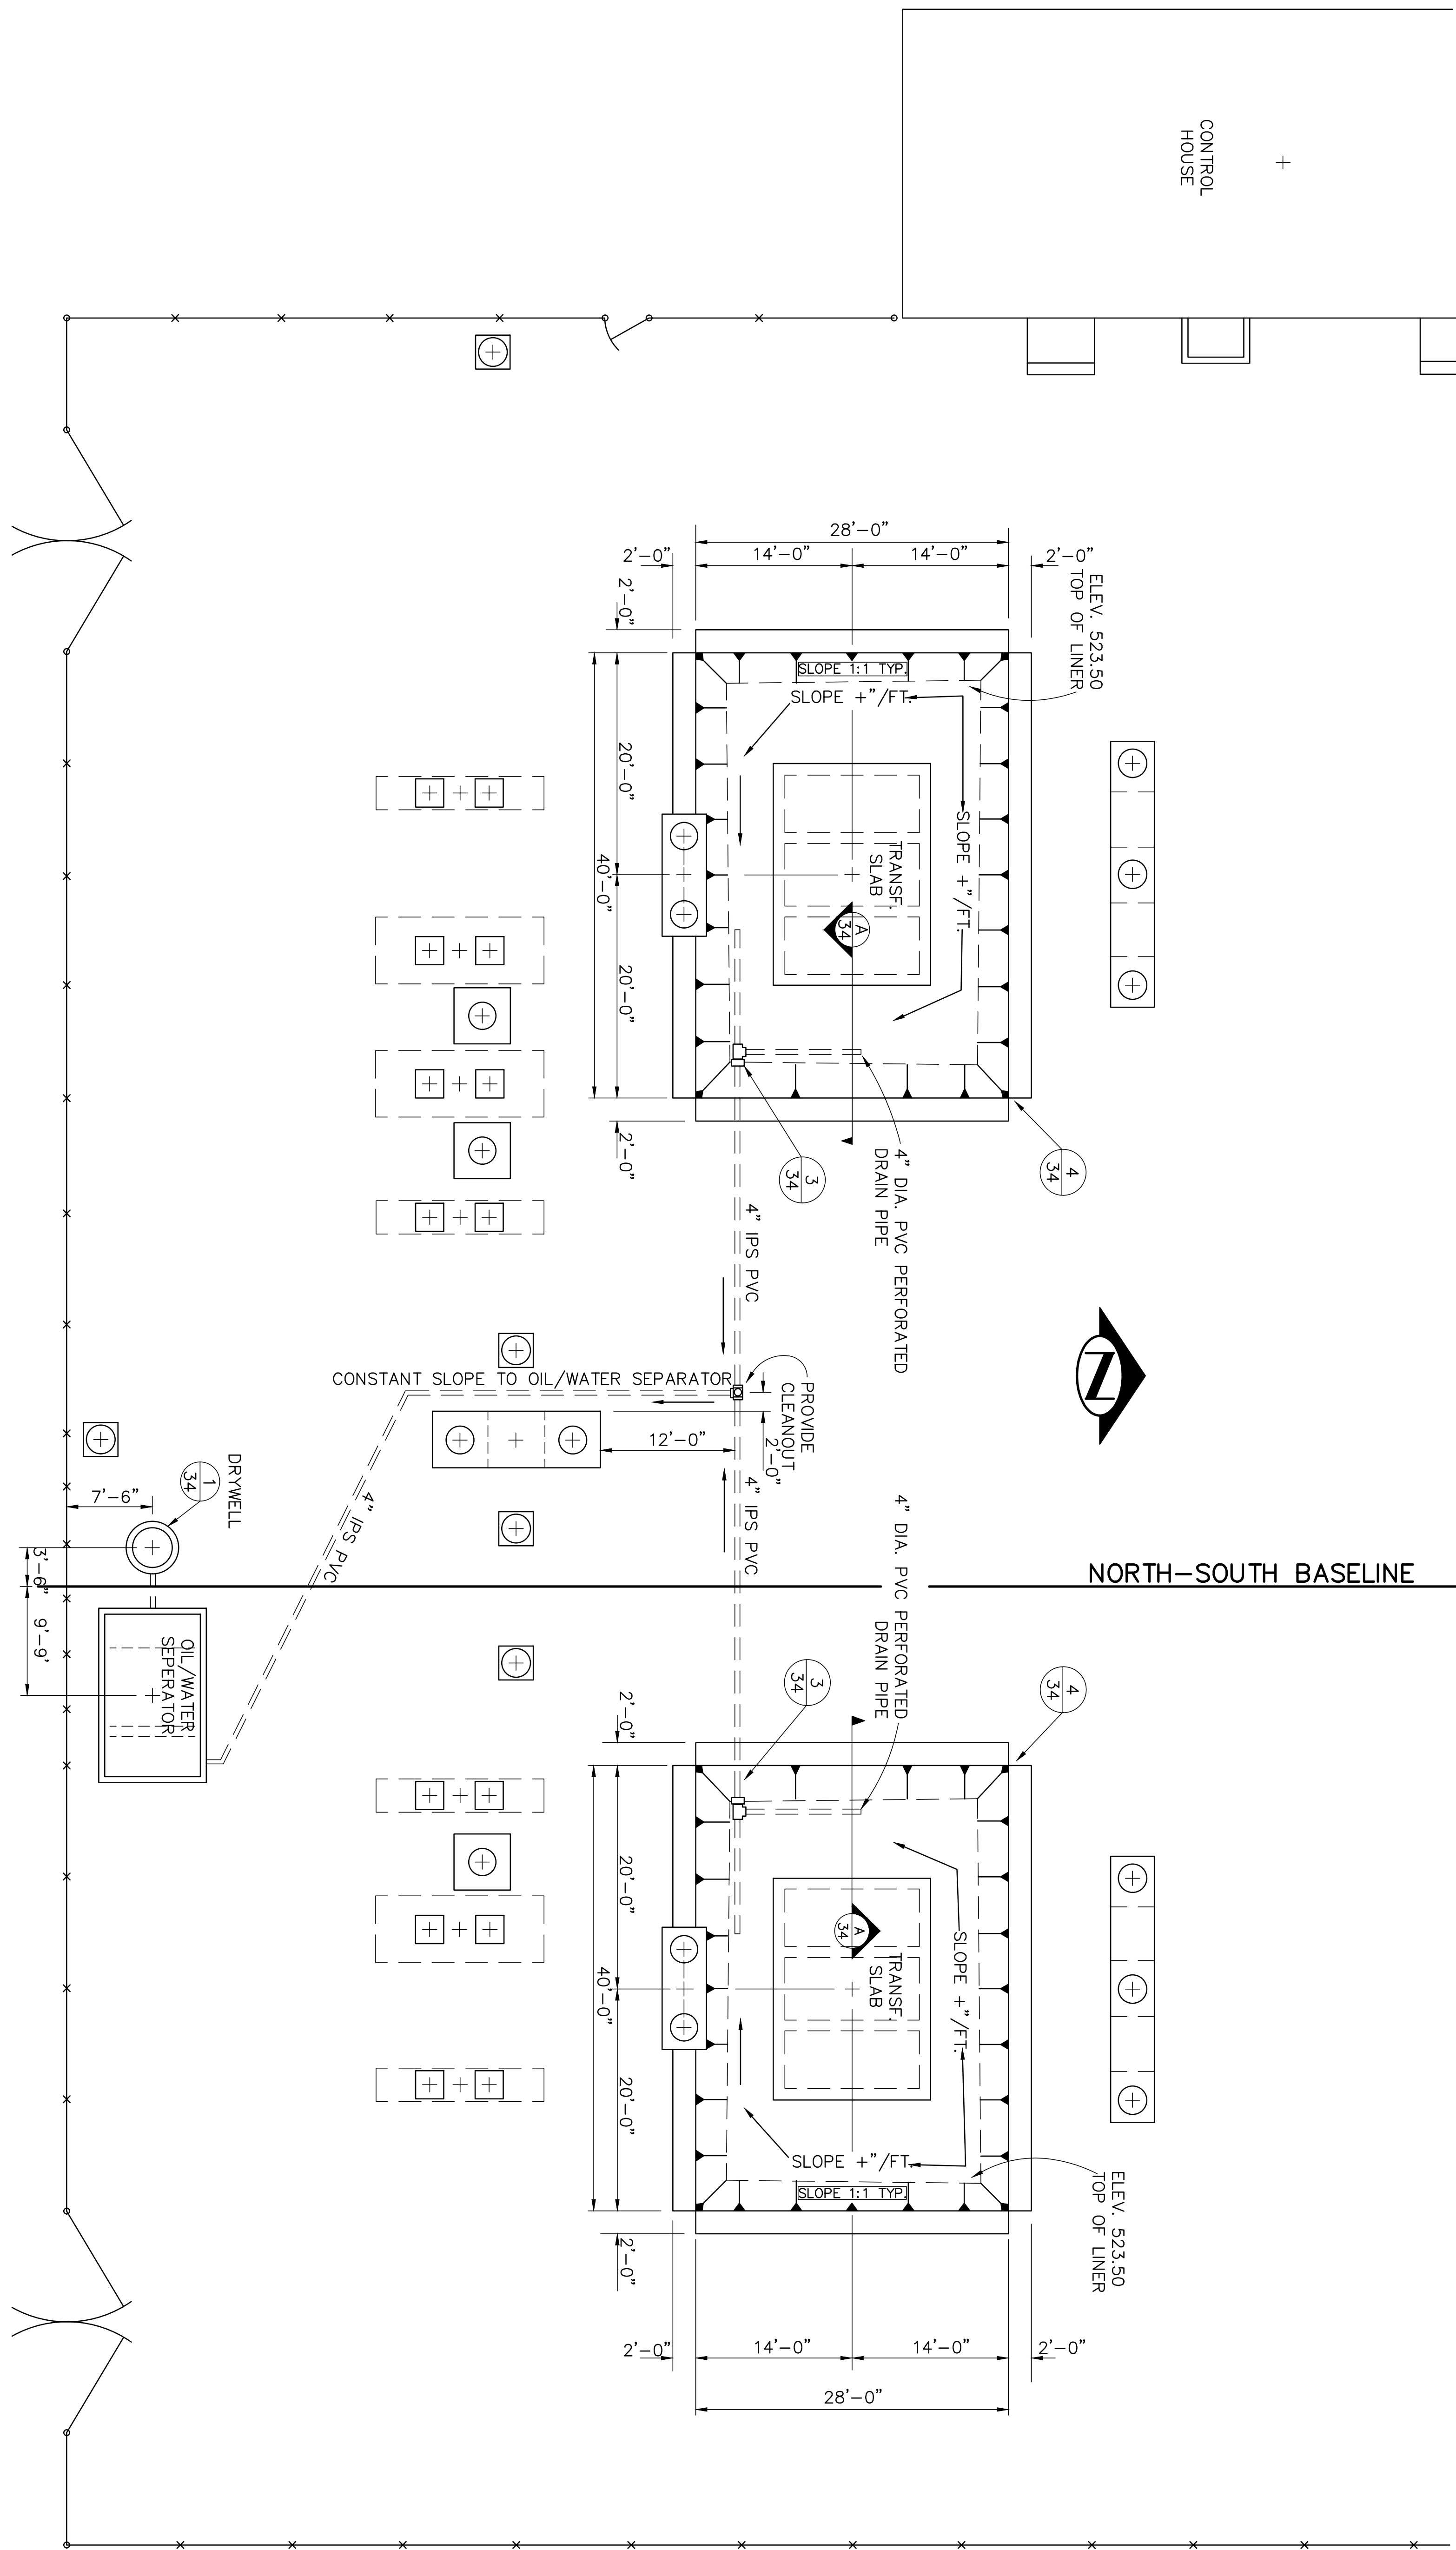 CONTROL
HOUSE
28'-0"
2'-0"
14'-0"
14'-0"
2'-0"
ELEV. 523.50
TOP OF LINER
2'-0"
SLOPE 1:1 TYP.
SLOPE +"/FT.
20'-0"
SLOPE +"/FT.
TRANSF.
SLAB
40'-0"
A
34
20'-0"
2'-0"
3
34
4
34
4" DIA. PVC PERFORATED
DRAIN PIPE
4" IPS PVC
Z
CONSTANT SLOPE TO OIL/WATER SEPARATOR
PROVIDE
CLEANOUT
2'-0"
12'-0"
DRYWELL
1
34
7'-6"
4" IPS PVC
4" IPS PVC
4" DIA. PVC PERFORATED
DRAIN PIPE
3'-6"
NORTH-SOUTH BASELINE
9'-9'
OIL/WATER
SEPERATOR
3
34
4
34
2'-0"
20'-0"
A
34
TRANSF.
SLAB
SLOPE +"/FT.
40'-0"
20'-0"
SLOPE +"/FT.
SLOPE 1:1 TYP.
ELEV. 523.50
TOP OF LINER
2'-0"
2'-0"
14'-0"
14'-0"
2'-0"
28'-0"